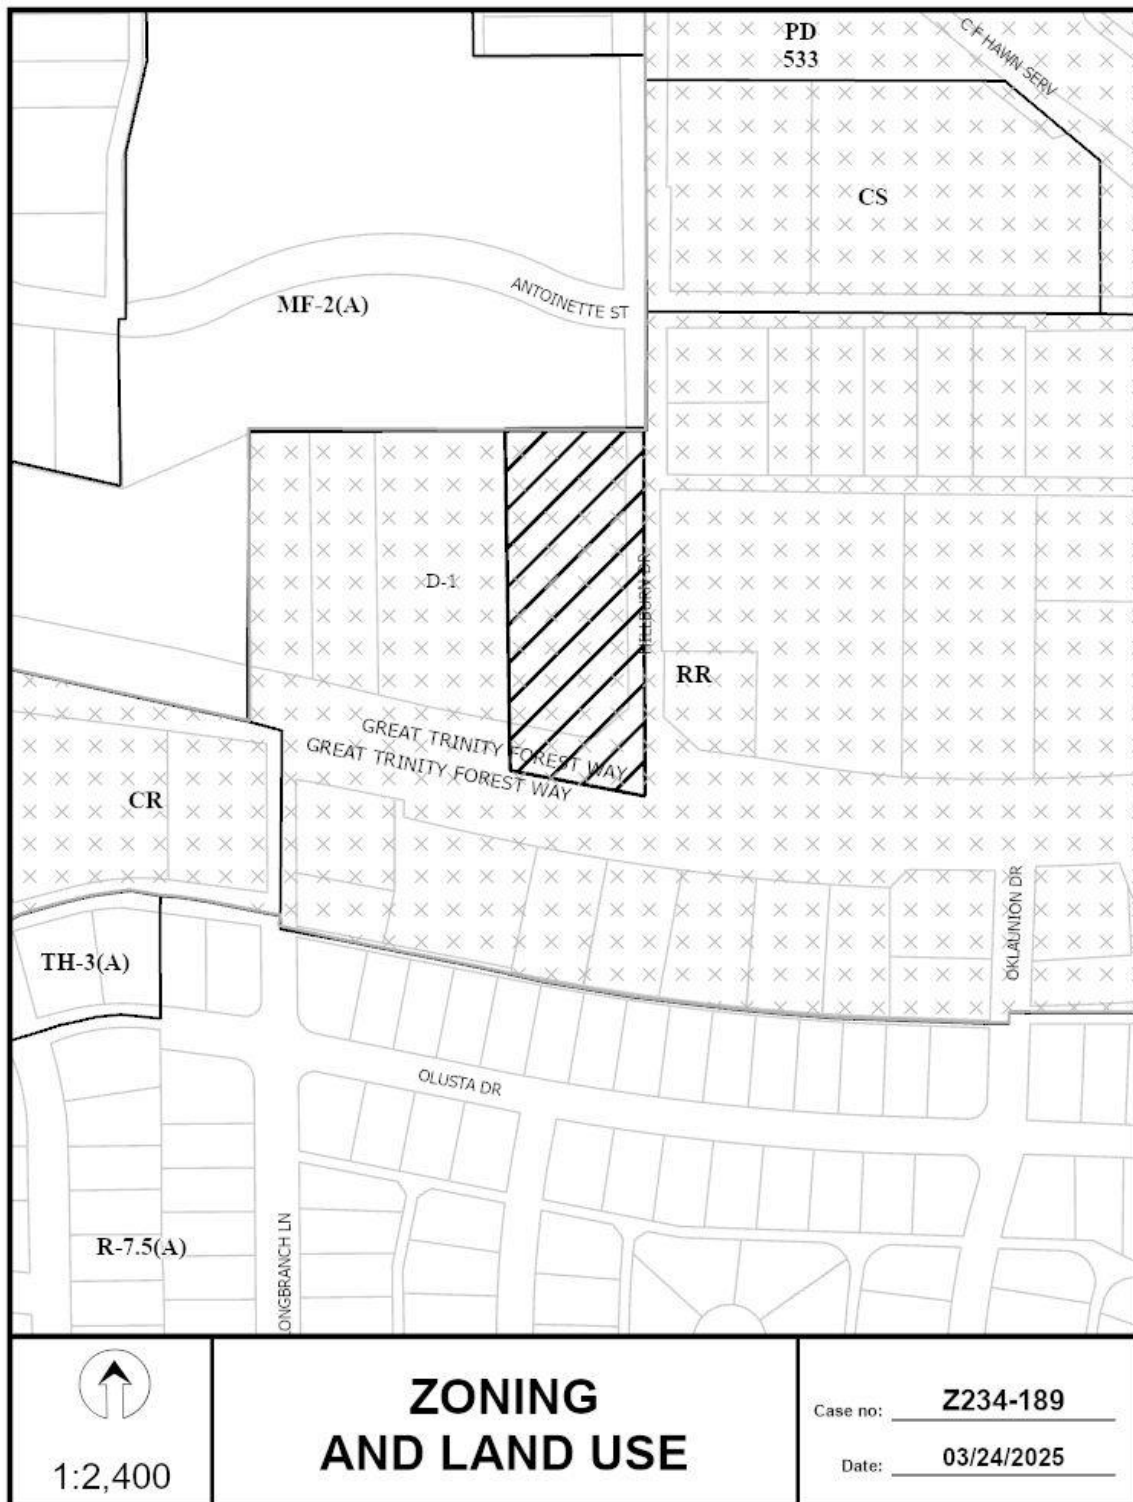 PD
533
C F HAWN SERV
CS
ANTOINETTE ST
MF-2(A)
D-1
HILLBURN DR
RR
GREAT TRINITY FOREST WAY
GREAT TRINITY FOREST WAY
CR
OKLAUNION DR
TH-3(A)
OLUSTA DR
LONGBRANCH LN
R-7.5(A)
1:2,400
ZONING
AND LAND USE
Case no: Z234-189
Date: 03/24/2025